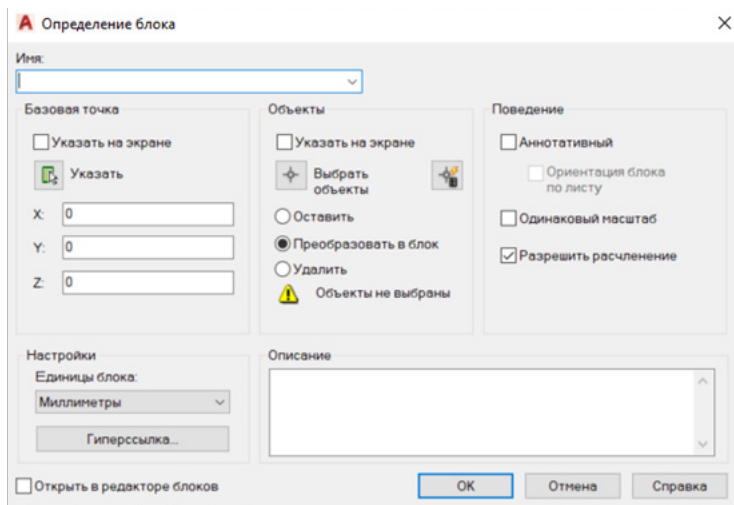 Определение блока
Имя:
Базовая точка
Указать на экране
Указать
X: 0
Y: 0
Z: 0
Объекты
Указать на экране
Выбрать
объекты
Оставить
Преобразовать в блок
Удалить
Объекты не выбраны
Поведение
Аннотативный
Ориентация блока
по листу
Одинаковый масштаб
Разрешить расчленение
Настройки
Единицы блока:
Миллиметры
Гиперссылка...
Описание
Открыть в редакторе блоков
OK
Отмена
Справка